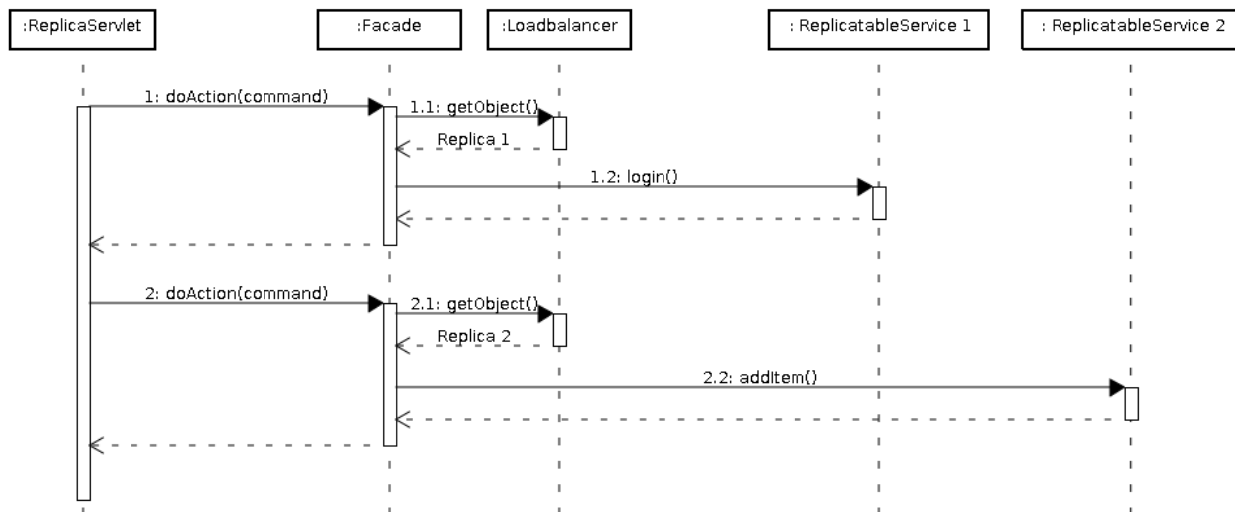 :ReplicaServlet
:Facade
:Loadbalancer
: ReplicatableService 1
: ReplicatableService 2
1: doAction(command)
1.1: getObject()
Replica 1
1.2: login()
2: doAction(command)
2.1: getObject()
Replica 2
2.2: addItem()